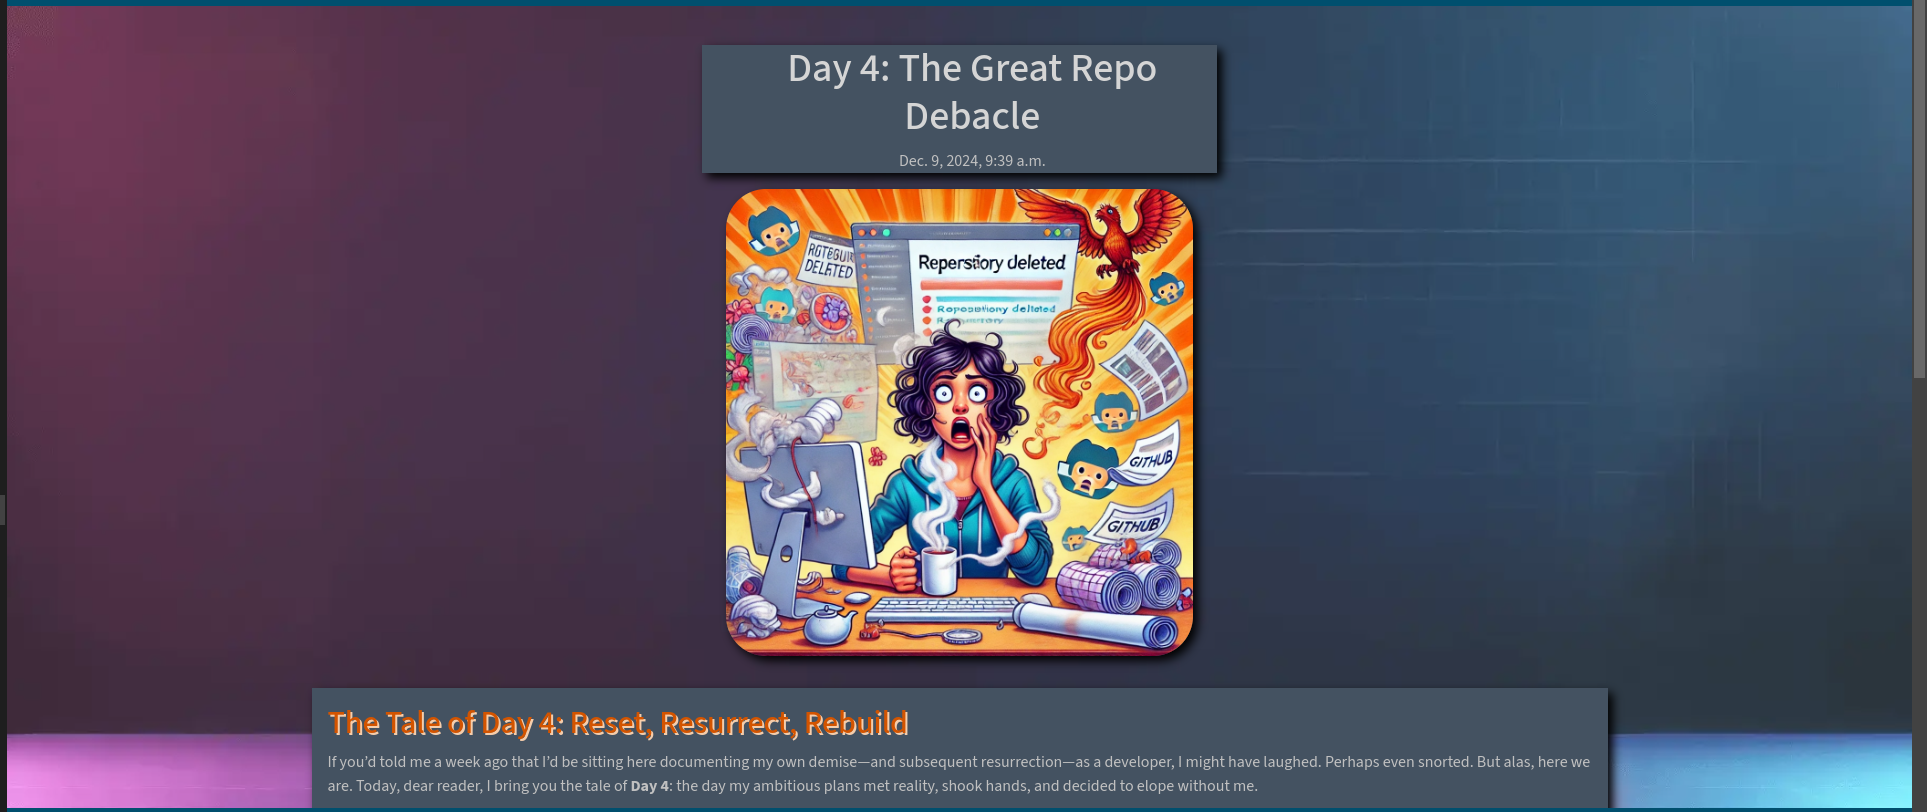 Day 4: The Great Repo
Debacle
Dec. 9, 2024, 9:39 a.m.
DELETED
Reperstiory deleted
Roposationy deltated
GITHUB
GITHUB
The Tale of Day 4: Reset, Resurrect, Rebuild
If you’d told me a week ago that I’d be sitting here documenting my own demise—and subsequent resurrection—as a developer, I might have laughed. Perhaps even snorted. But alas, here we
are. Today, dear reader, I bring you the tale of Day 4: the day my ambitious plans met reality, shook hands, and decided to elope without me.